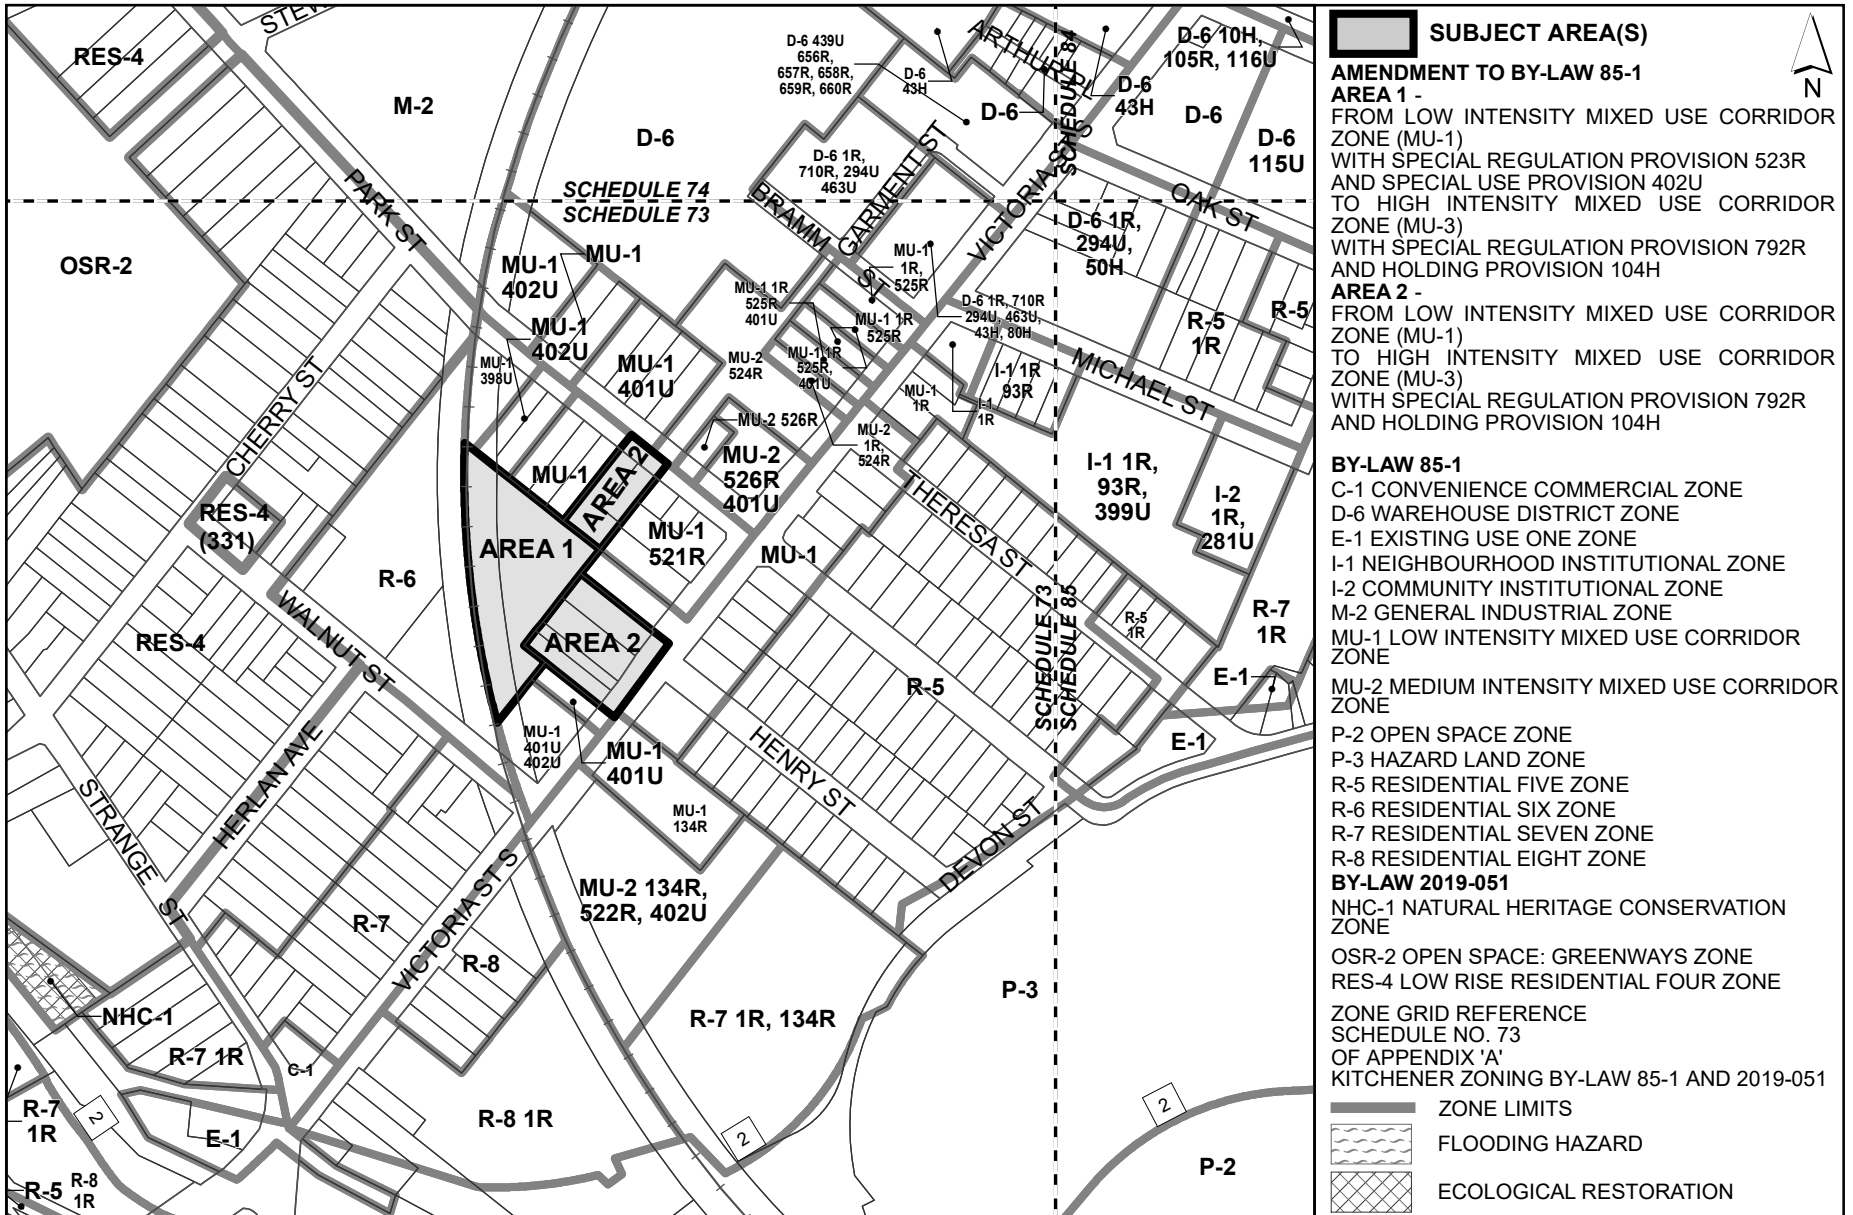 STEW
RES-4
M-2
D-6 439U
656R,
657R, 658R,
659R, 660R
D-6
43H
ARTHUR PL
SCHEDULE 84
D-6 10H,
105R, 116U
D-6
43H
D-6
D-6
D-6
D-6
115U
PARK ST
SCHEDULE 74
SCHEDULE 73
D-6 1R,
710R, 294U
463U
BRAMM ST
GARMENT ST
VICTORIA ST S
OAK ST
D-6 1R,
294U,
50H
OSR-2
MU-1
402U
MU-1
MU-1
1R,
525R
MU-1 1R
525R
401U
D-6 1R, 710R
294U, 463U,
43H, 80H
R-5
R-5
1R
MU-1
402U
MU-1 1R
525R
MU-1
398U
MU-1
401U
MU-2
524R
MU-1 1R
525R,
401U
MICHAEL ST
I-1 1R
93R
MU-1
1R
I-1
1R
CHERRY ST
MU-2 526R
MU-2
1R,
524R
MU-2
526R
401U
MU-1
AREA 2
I-1 1R,
93R,
399U
I-2
1R,
281U
THERESA ST
RES-4
(331)
AREA 1
MU-1
521R
MU-1
R-6
WALNUT ST
SCHEDULE 73
SCHEDULE 85
R-5
1R
R-7
1R
RES-4
AREA 2
E-1
R-5
MU-1
401U
402U
MU-1
401U
HENRY ST
E-1
HERLAN AVE
STRANGE ST
MU-1
134R
DEVON ST
MU-2 134R,
522R, 402U
R-7
VICTORIA ST S
R-8
P-3
NHC-1
R-7 1R, 134R
R-7 1R
C-1
R-7
1R
2
E-1
R-8 1R
2
2
P-2
R-5
R-8
1R
SUBJECT AREA(S)
N
AMENDMENT TO BY-LAW 85-1
AREA 1 -
FROM LOW INTENSITY MIXED USE CORRIDOR
ZONE (MU-1)
WITH SPECIAL REGULATION PROVISION 523R
AND SPECIAL USE PROVISION 402U
TO HIGH INTENSITY MIXED USE CORRIDOR
ZONE (MU-3)
WITH SPECIAL REGULATION PROVISION 792R
AND HOLDING PROVISION 104H
AREA 2 -
FROM LOW INTENSITY MIXED USE CORRIDOR
ZONE (MU-1)
TO HIGH INTENSITY MIXED USE CORRIDOR
ZONE (MU-3)
WITH SPECIAL REGULATION PROVISION 792R
AND HOLDING PROVISION 104H
BY-LAW 85-1
C-1 CONVENIENCE COMMERCIAL ZONE
D-6 WAREHOUSE DISTRICT ZONE
E-1 EXISTING USE ONE ZONE
I-1 NEIGHBOURHOOD INSTITUTIONAL ZONE
I-2 COMMUNITY INSTITUTIONAL ZONE
M-2 GENERAL INDUSTRIAL ZONE
MU-1 LOW INTENSITY MIXED USE CORRIDOR
ZONE
MU-2 MEDIUM INTENSITY MIXED USE CORRIDOR
ZONE
P-2 OPEN SPACE ZONE
P-3 HAZARD LAND ZONE
R-5 RESIDENTIAL FIVE ZONE
R-6 RESIDENTIAL SIX ZONE
R-7 RESIDENTIAL SEVEN ZONE
R-8 RESIDENTIAL EIGHT ZONE
BY-LAW 2019-051
NHC-1 NATURAL HERITAGE CONSERVATION
ZONE
OSR-2 OPEN SPACE: GREENWAYS ZONE
RES-4 LOW RISE RESIDENTIAL FOUR ZONE
ZONE GRID REFERENCE
SCHEDULE NO. 73
OF APPENDIX 'A'
KITCHENER ZONING BY-LAW 85-1 AND 2019-051
ZONE LIMITS
FLOODING HAZARD
ECOLOGICAL RESTORATION